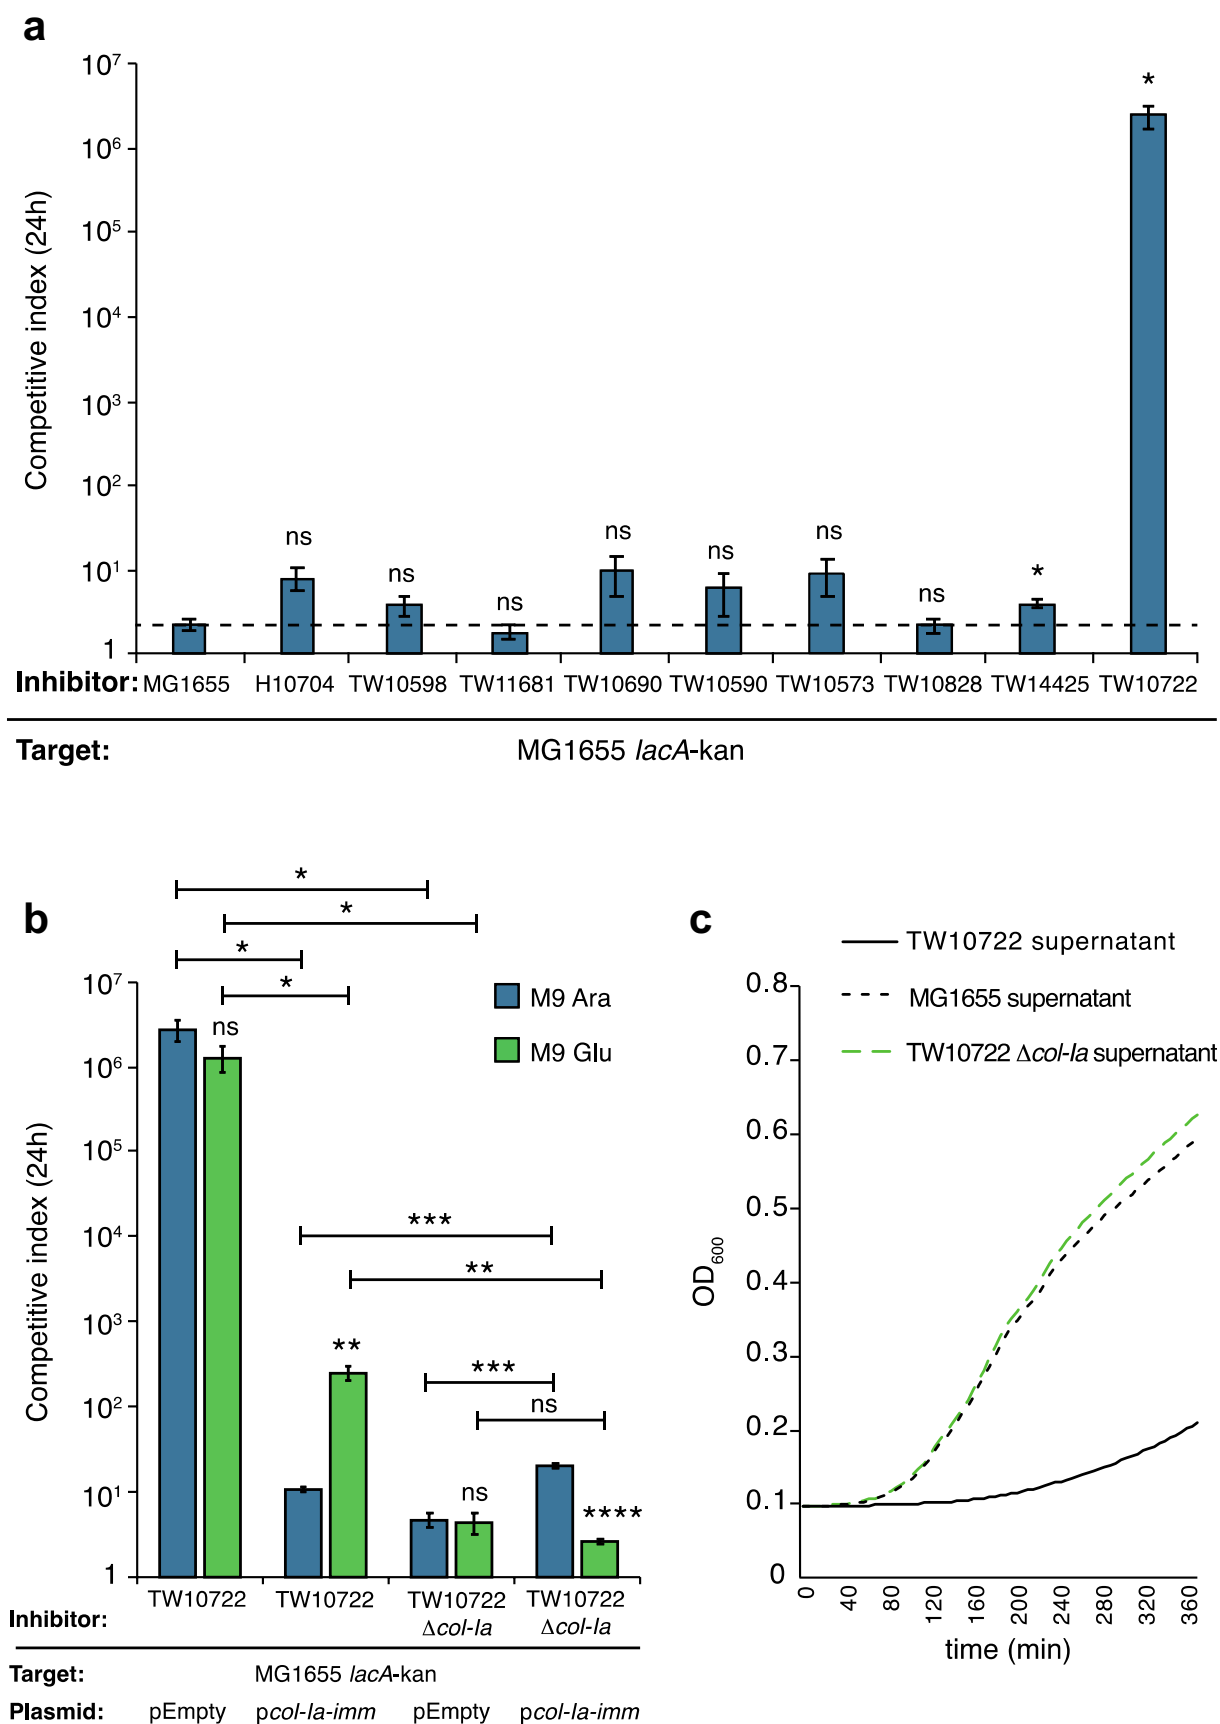 a
10⁷
*
10⁶
10⁵
10⁴
10³
10²
10¹
1
Competitive index (24h)
ns
ns
ns
ns
ns
ns
ns
*
Inhibitor: MG1655 H10704 TW10598 TW11681 TW10690 TW10590 TW10573 TW10828 TW14425 TW10722
Target: MG1655 lacA-kan
b
*
*
*
*
10⁷
10⁶
10⁵
10⁴
10³
10²
10¹
1
Competitive index (24h)
ns
M9 Ara
M9 Glu
***
**
**
***
ns
ns
****
TW10722 TW10722 TW10722 TW10722
Inhibitor: Δcol-Ia Δcol-Ia
Target: MG1655 lacA-kan
Plasmid: pEmpty pcol-Ia-imm pEmpty pcol-Ia-imm
c
TW10722 supernatant
MG1655 supernatant
TW10722 Δcol-Ia supernatant
0.8
0.7
0.6
0.5
0.4
0.3
0.2
0.1
0
OD₆₀₀
0 40 80 120 160 200 240 280 320 360
time (min)